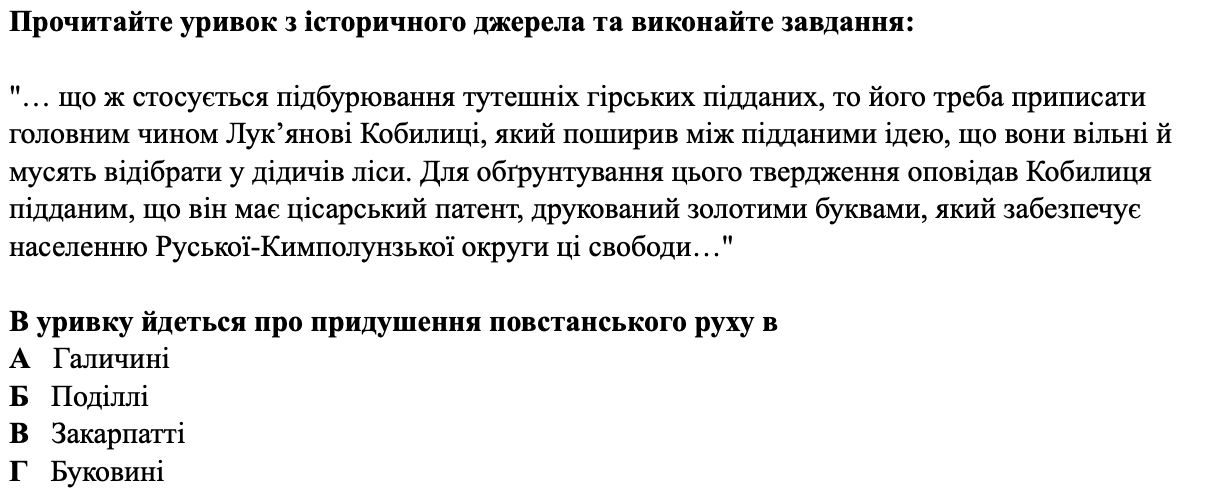 Прочитайте уривок з історичного джерела та виконайте завдання:
"… що ж стосується підбурювання тутешніх гірських підданих, то його треба приписати
головним чином Лук’янові Кобилиці, який поширив між підданими ідею, що вони вільні й
мусять відібрати у дідичів ліси. Для обґрунтування цього твердження оповідав Кобилиця
підданим, що він має цісарський патент, друкований золотими буквами, який забезпечує
населенню Руської-Кимполунзької округи ці свободи…"
В уривку йдеться про придушення повстанського руху в
А Галичині
Б Поділлі
В Закарпатті
Г Буковині